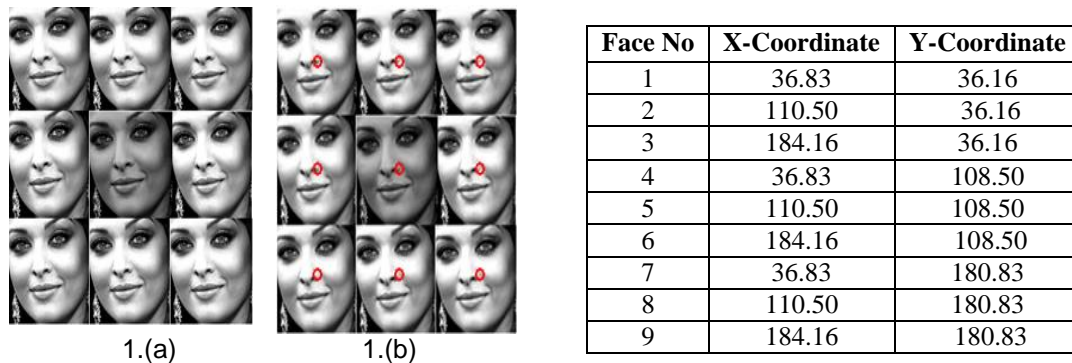 1.(a)
1.(b)
Face No X-Coordinate Y-Coordinate
1 36.83 36.16
2 110.50 36.16
3 184.16 36.16
4 36.83 108.50
5 110.50 108.50
6 184.16 108.50
7 36.83 180.83
8 110.50 180.83
9 184.16 180.83